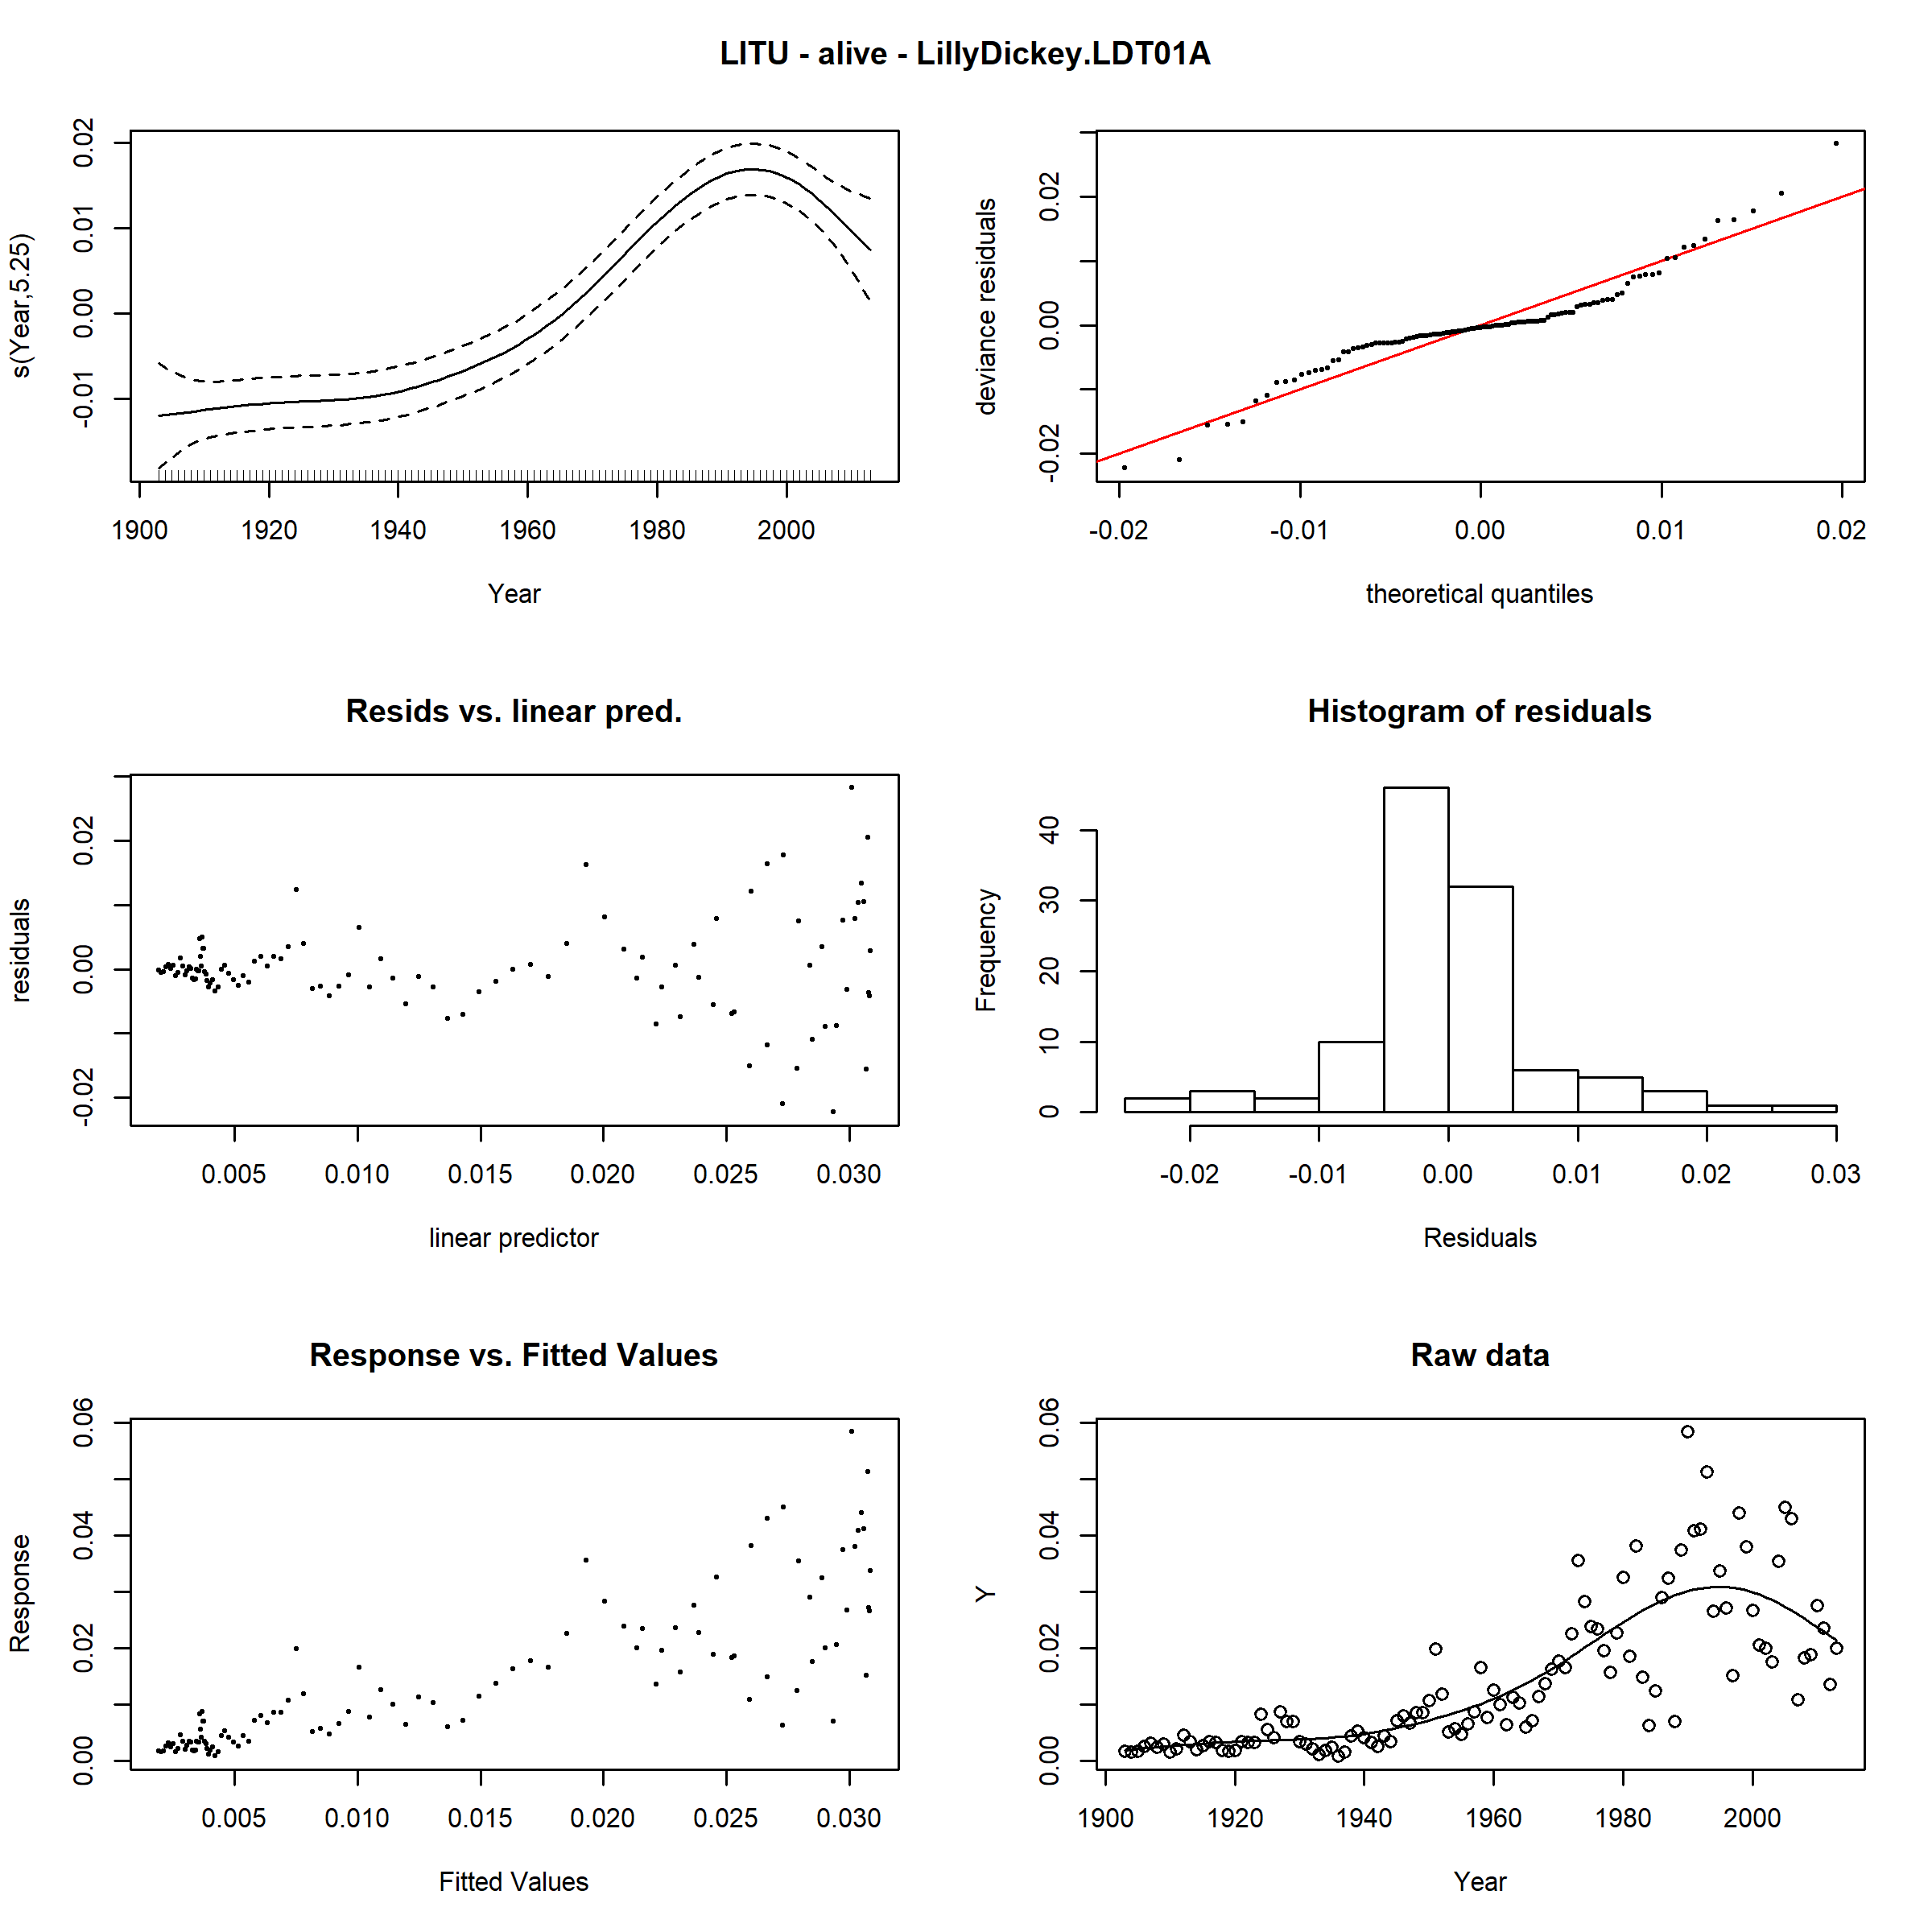 LITU - alive - LillyDickey.LDT01A
s(Year,5.25)
-0.01 0.00 0.01 0.02
1900 1920 1940 1960 1980 2000
Year
deviance residuals
-0.02 0.00 0.02
-0.02 -0.01 0.00 0.01 0.02
theoretical quantiles
Resids vs. linear pred.
residuals
-0.02 0.00 0.02
0.005 0.010 0.015 0.020 0.025 0.030
linear predictor
Histogram of residuals
Frequency
0 10 20 30 40
-0.02 -0.01 0.00 0.01 0.02 0.03
Residuals
Response vs. Fitted Values
Response
0.00 0.02 0.04 0.06
0.005 0.010 0.015 0.020 0.025 0.030
Fitted Values
Raw data
Y
0.00 0.02 0.04 0.06
1900 1920 1940 1960 1980 2000
Year